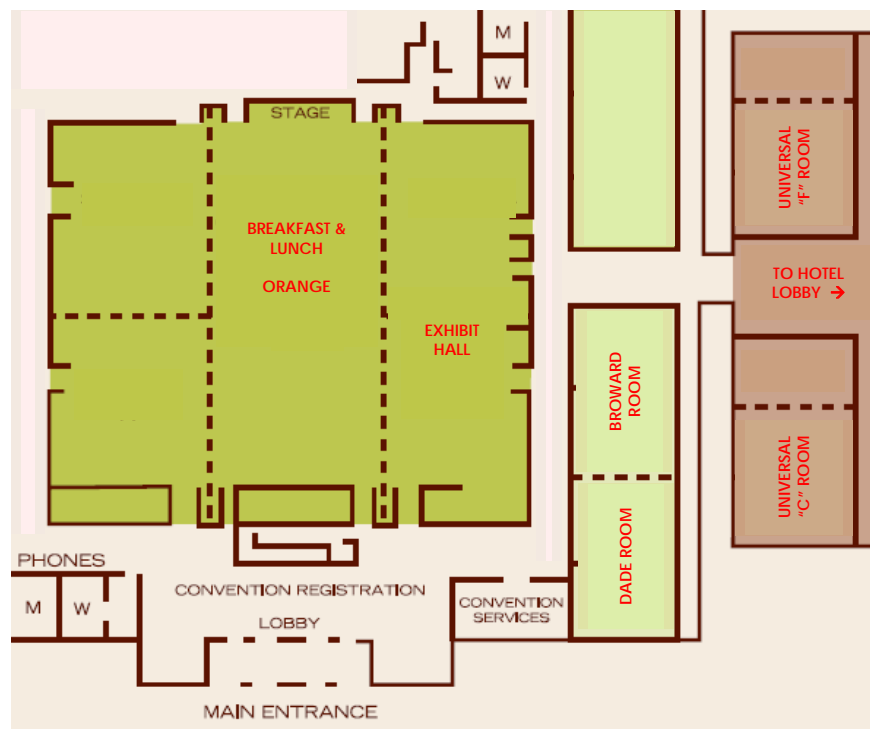 M
W
STAGE
UNIVERSAL
"F" ROOM
BREAKFAST &
LUNCH
ORANGE
TO HOTEL
LOBBY →
EXHIBIT
HALL
BROWARD
ROOM
UNIVERSAL
"C" ROOM
DADE ROOM
PHONES
M
W
CONVENTION REGISTRATION
LOBBY
CONVENTION
SERVICES
MAIN ENTRANCE